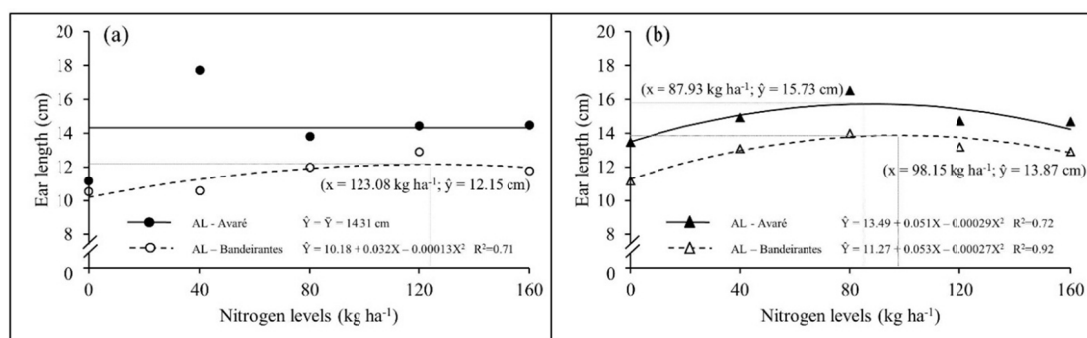 (a)
Ear length (cm)
20
18
16
14
12
10
8
0
(x = 123.08 kg ha⁻¹; ŷ = 12.15 cm)
AL - Avaré Ŷ = Ȳ = 1431 cm
AL – Bandeirantes Ŷ = 10.18 + 0.032X – 0.00013X² R²=0.71
0 40 80 120 160
Nitrogen levels (kg ha⁻¹)
(b)
Ear length (cm)
20
18
16
14
12
10
8
0
(x = 87.93 kg ha⁻¹; ŷ = 15.73 cm)
(x = 98.15 kg ha⁻¹; ŷ = 13.87 cm)
AL - Avaré Ŷ = 13.49 + 0.051X – 0.00029X² R²=0.72
AL – Bandeirantes Ŷ = 11.27 + 0.053X – 0.00027X² R²=0.92
0 40 80 120 160
Nitrogen levels (kg ha⁻¹)